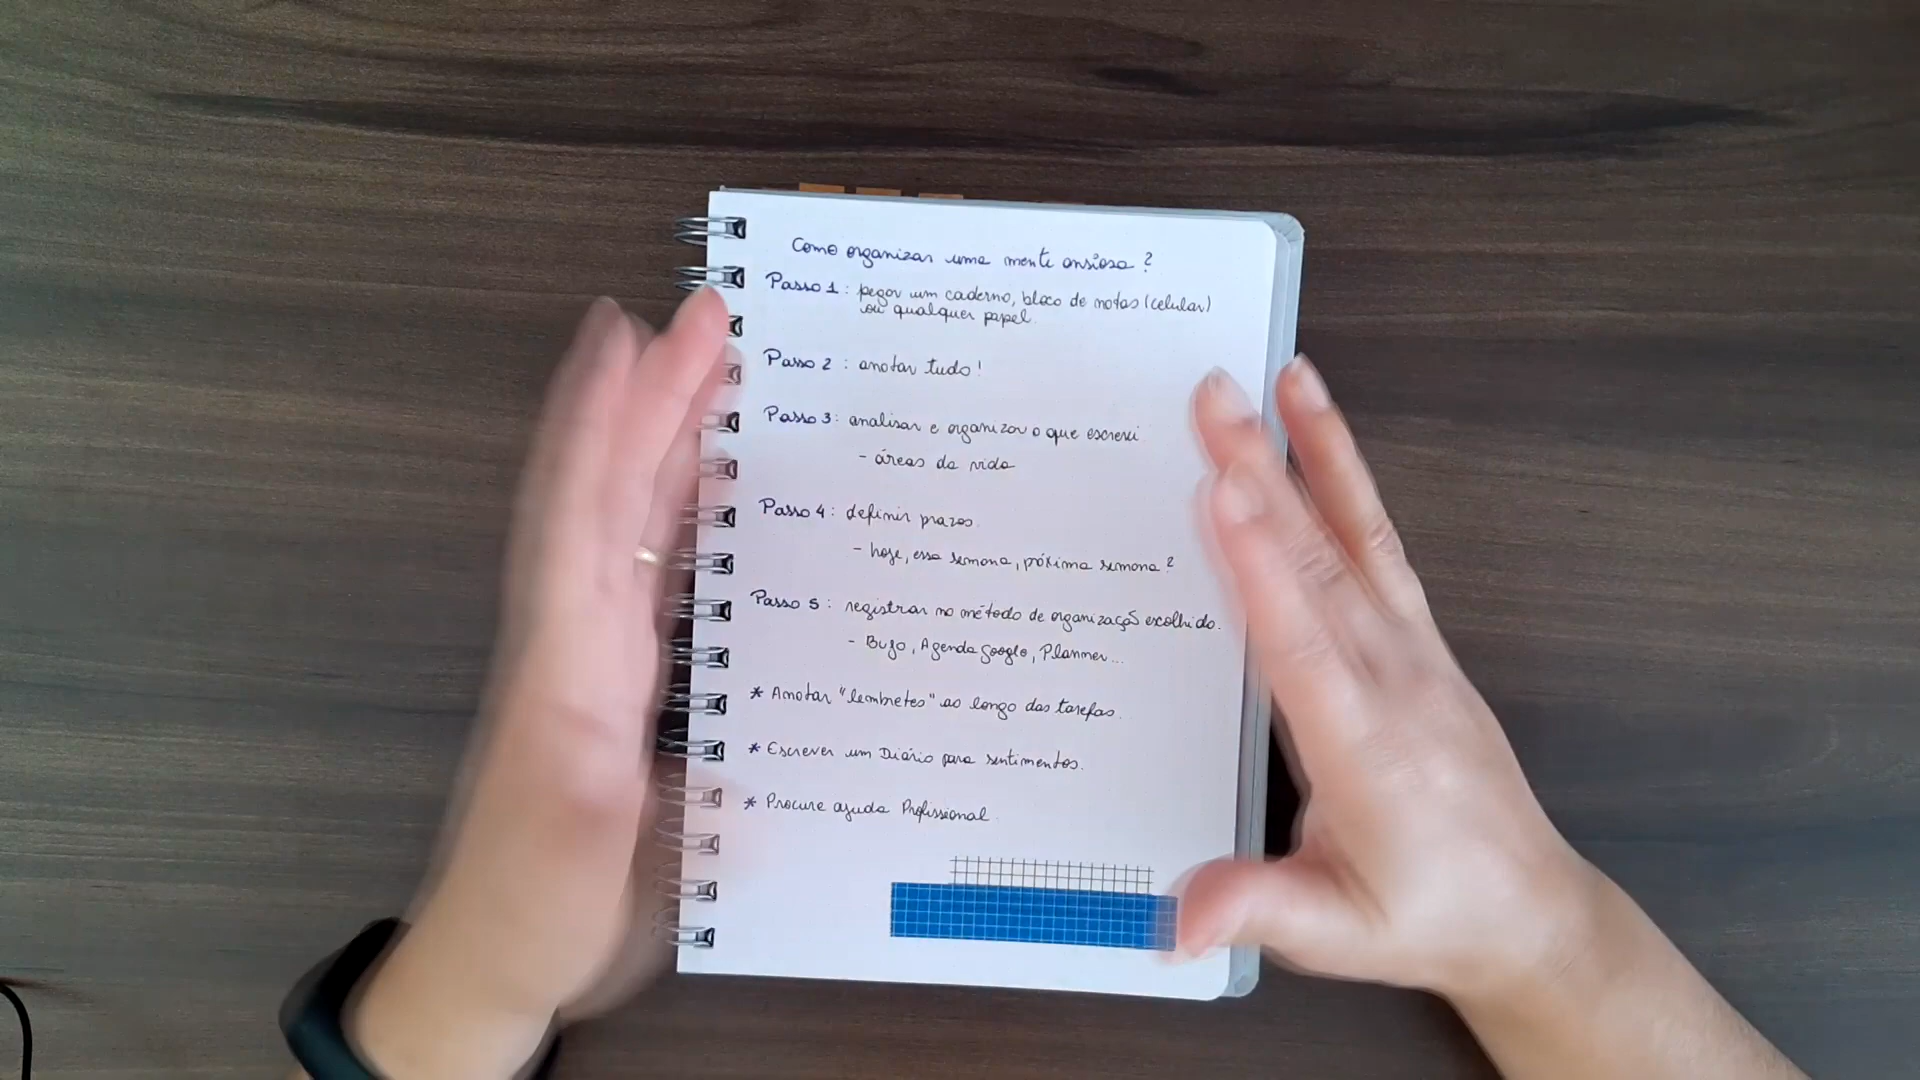 Como organizar uma mente ansiosa?
Passo 1: pegar um caderno, bloco de notas (celular)
ou qualquer papel.
Passo 2: anotar tudo!
Passo 3: analisar e organizar o que escrevi
- áreas da vida
Passo 4: definir prazos.
- hoje, essa semana, próxima semana?
Passo 5: registrar no método de organização escolhido.
- Bujo, Agenda Google, Planner...
* Anotar "lembretes" ao longo das tarefas.
* Escrever um Diário para sentimentos.
* Procure ajuda Profissional.